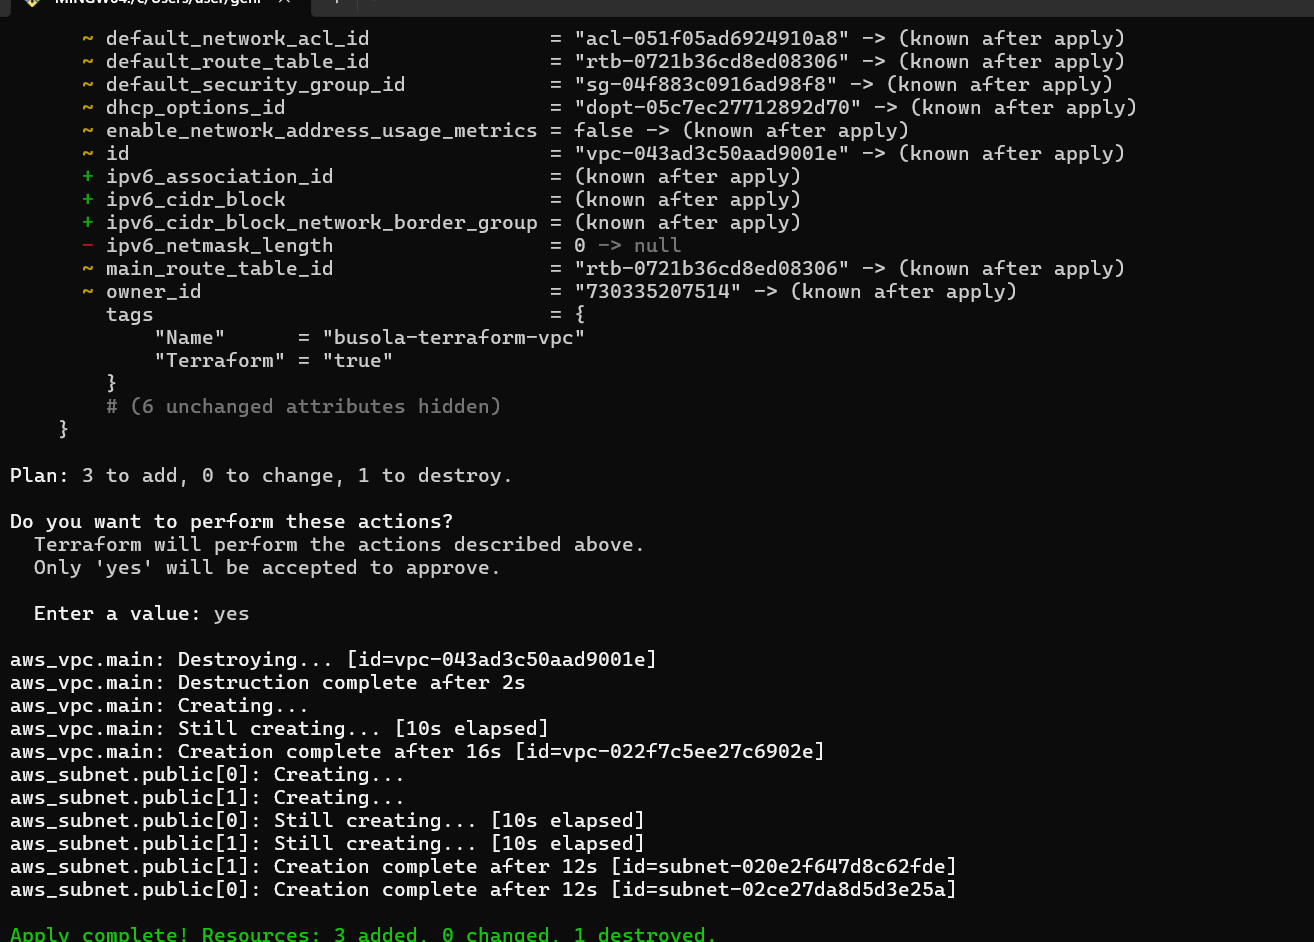 ~ default_network_acl_id = "acl-051f05ad6924910a8" -> (known after apply)
~ default_route_table_id = "rtb-0721b36cd8ed08306" -> (known after apply)
~ default_security_group_id = "sg-04f883c0916ad98f8" -> (known after apply)
~ dhcp_options_id = "dopt-05c7ec27712892d70" -> (known after apply)
~ enable_network_address_usage_metrics = false -> (known after apply)
~ id = "vpc-043ad3c50aad9001e" -> (known after apply)
+ ipv6_association_id = (known after apply)
+ ipv6_cidr_block = (known after apply)
+ ipv6_cidr_block_network_border_group = (known after apply)
- ipv6_netmask_length = 0 -> null
~ main_route_table_id = "rtb-0721b36cd8ed08306" -> (known after apply)
~ owner_id = "730335207514" -> (known after apply)
tags = {
"Name" = "busola-terraform-vpc"
"Terraform" = "true"
}
# (6 unchanged attributes hidden)
}
Plan: 3 to add, 0 to change, 1 to destroy.
Do you want to perform these actions?
Terraform will perform the actions described above.
Only 'yes' will be accepted to approve.
Enter a value: yes
aws_vpc.main: Destroying... [id=vpc-043ad3c50aad9001e]
aws_vpc.main: Destruction complete after 2s
aws_vpc.main: Creating...
aws_vpc.main: Still creating... [10s elapsed]
aws_vpc.main: Creation complete after 16s [id=vpc-022f7c5ee27c6902e]
aws_subnet.public[0]: Creating...
aws_subnet.public[1]: Creating...
aws_subnet.public[0]: Still creating... [10s elapsed]
aws_subnet.public[1]: Still creating... [10s elapsed]
aws_subnet.public[1]: Creation complete after 12s [id=subnet-020e2f647d8c62fde]
aws_subnet.public[0]: Creation complete after 12s [id=subnet-02ce27da8d5d3e25a]
Apply complete! Resources: 3 added, 0 changed, 1 destroyed.